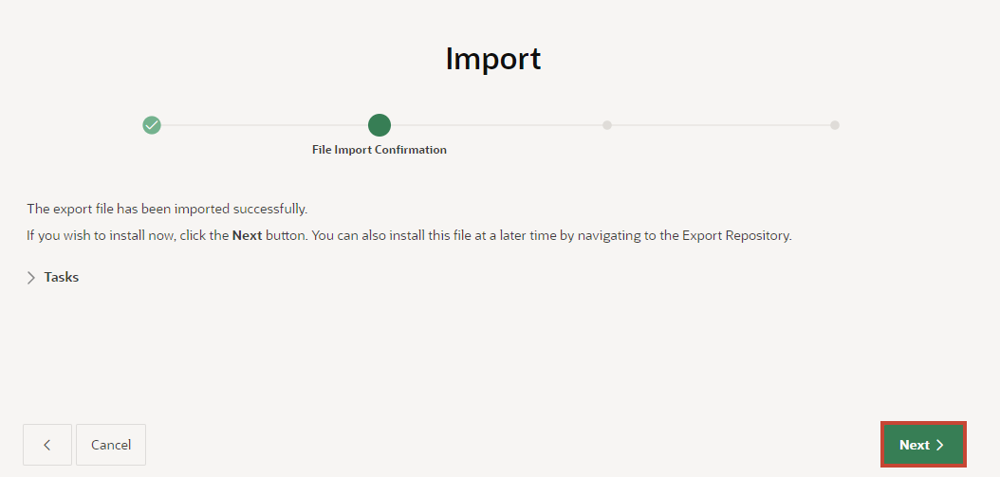 Import
File Import Confirmation
The export file has been imported successfully.
If you wish to install now, click the Next button. You can also install this file at a later time by navigating to the Export Repository.
Tasks
Cancel
Next